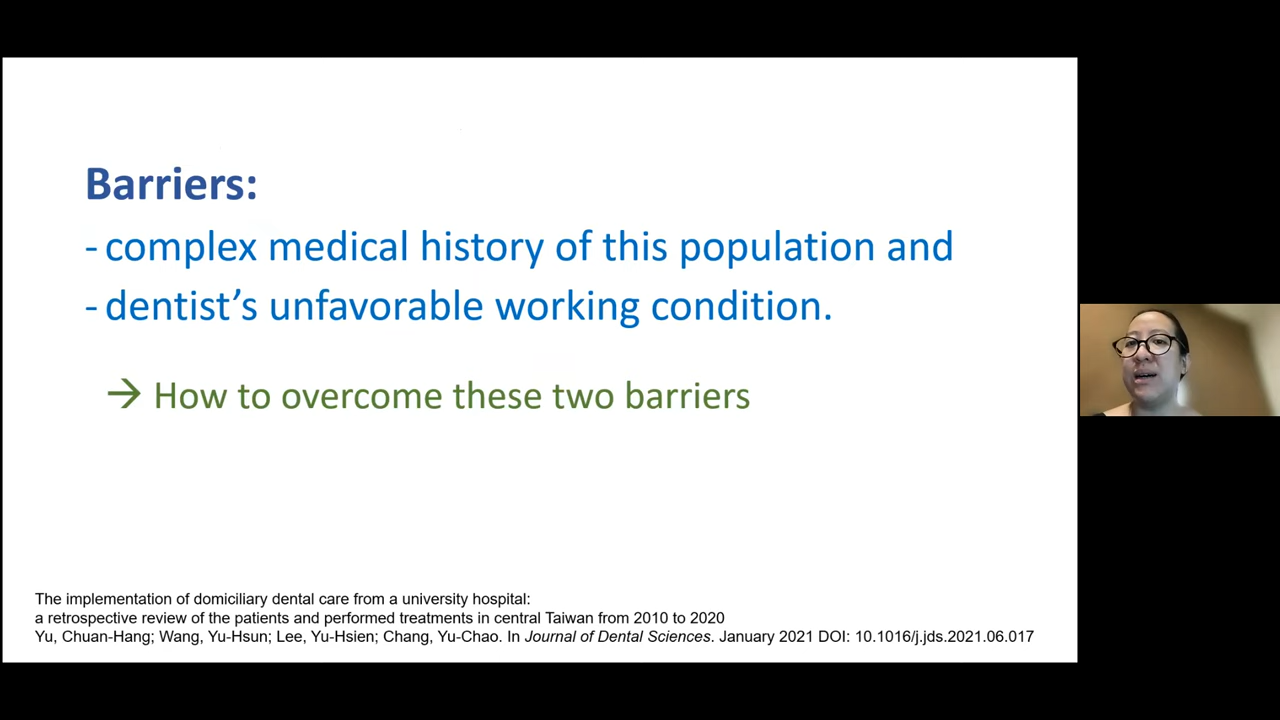 Barriers:
- complex medical history of this population and
- dentist’s unfavorable working condition.
→ How to overcome these two barriers
The implementation of domiciliary dental care from a university hospital:
a retrospective review of the patients and performed treatments in central Taiwan from 2010 to 2020
Yu, Chuan-Hang; Wang, Yu-Hsun; Lee, Yu-Hsien; Chang, Yu-Chao. In Journal of Dental Sciences. January 2021 DOI: 10.1016/j.jds.2021.06.017